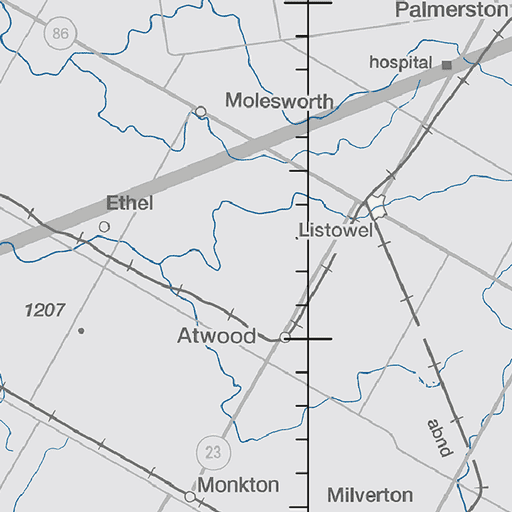 Palmerston
86
hospital
Molesworth
Ethel
Listowel
1207
Atwood
abnd
23
Monkton
Milverton